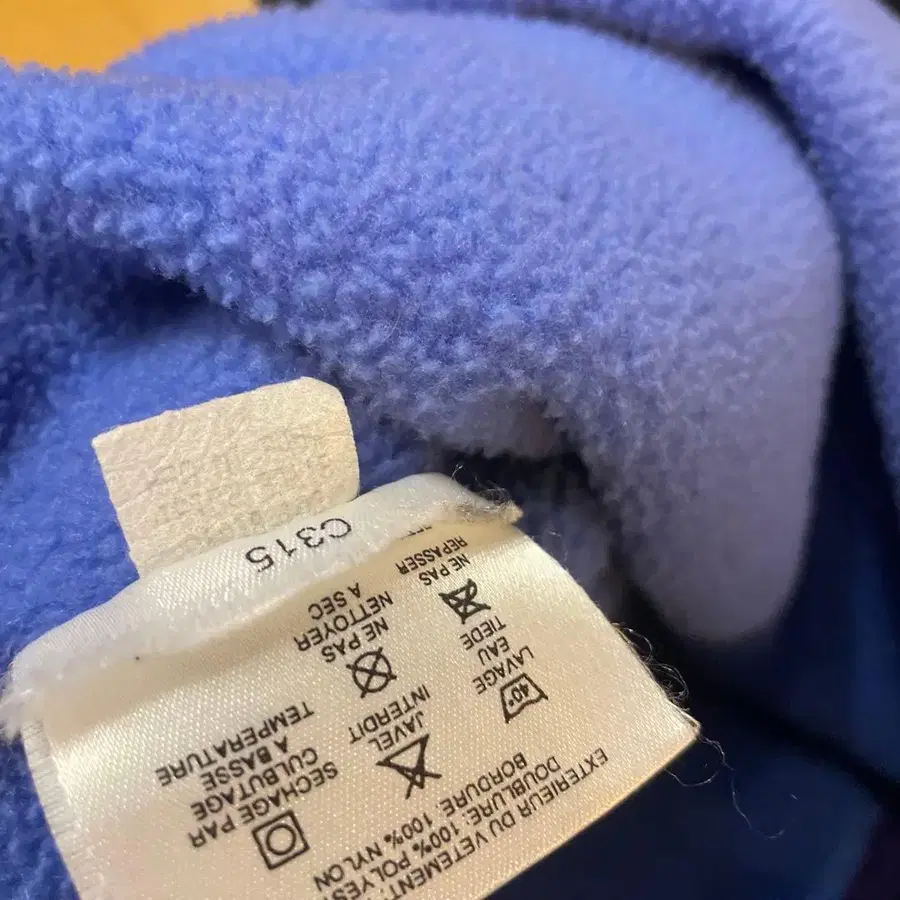 EXTERIEUR DU VETEMENT:
DOUBLURE: 100% POLYES
BORDURE: 100% NYLON
40°
LAVAGE
EAU
TIEDE
JAVEL
INTERDIT
SECHAGE PAR
CULBUTAGE
A BASSE
TEMPERATURE
NE PAS
REPASSER
NE PAS
NETTOYER
A SEC
C315